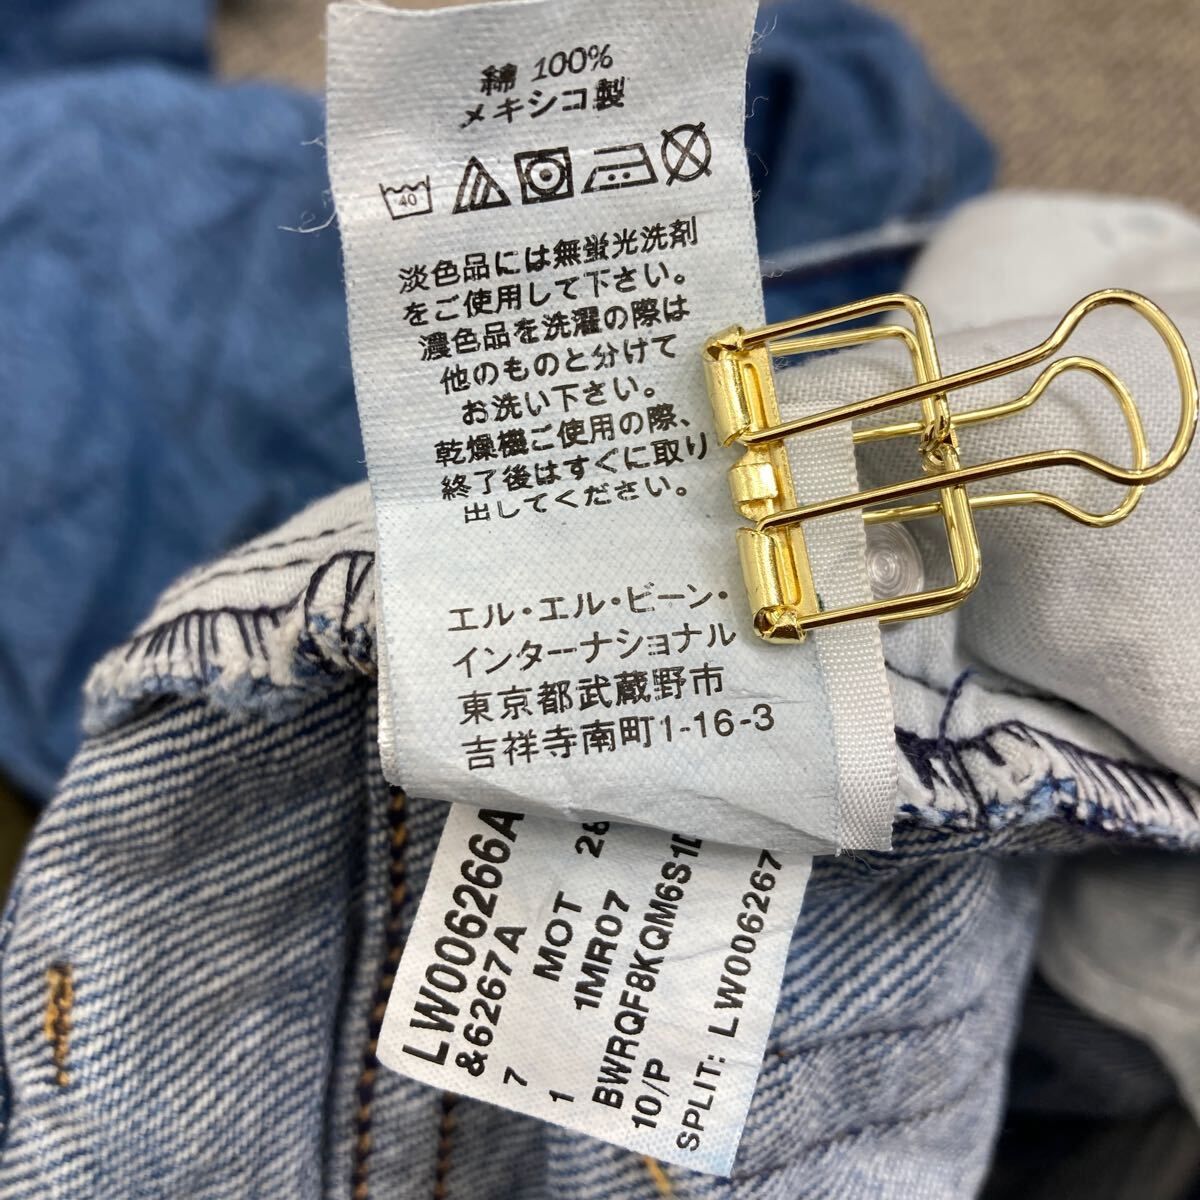 綿 100%
メキシコ製
40
淡色品には無蛍光洗剤
をご使用して下さい。
濃色品を洗濯の際は
他のものと分けて
お洗い下さい。
乾燥機ご使用の際、
終了後はすぐに取り
出してください。
エル・エル・ビーン・
インターナショナル
東京都武蔵野市
吉祥寺南町1-16-3
LW006266A
&6267A
7 MOT 28
1 1MR07
BWRQF8KQM6S1D
10/P
SPLIT: LW006267